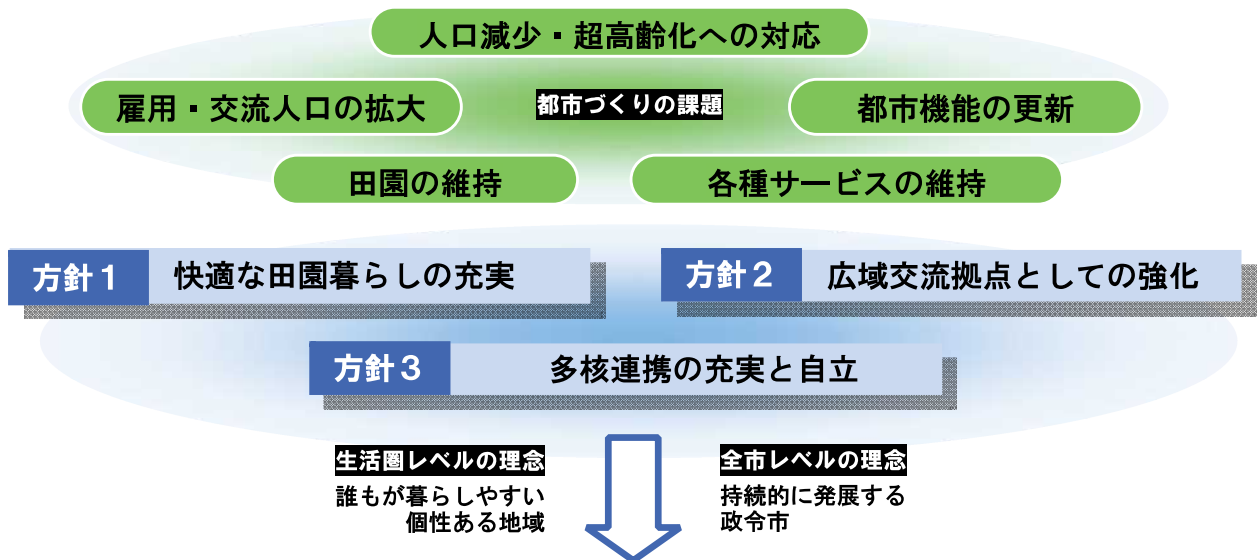 人口減少・超高齢化への対応
雇用・交流人口の拡大
都市づくりの課題
都市機能の更新
田園の維持
各種サービスの維持
方針1
快適な田園暮らしの充実
方針2
広域交流拠点としての強化
方針3
多核連携の充実と自立
生活圏レベルの理念
誰もが暮らしやすい
個性ある地域
全市レベルの理念
持続的に発展する
政令市